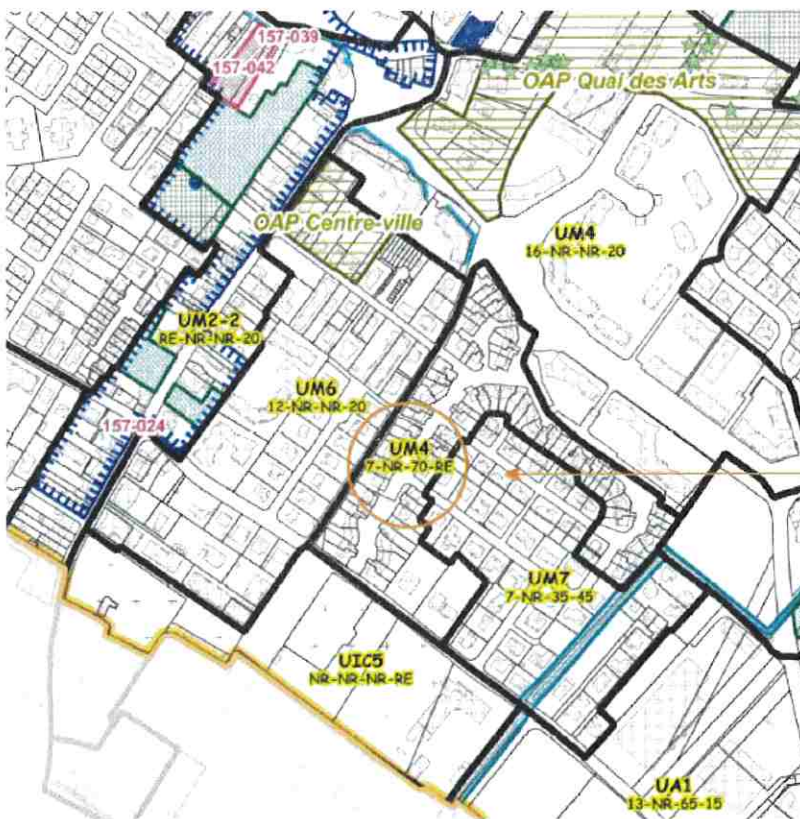 157-039
157-042
OAP Quai des Arts
OAP Centre-ville
UM4
16-NR-NR-20
UM2-2
RE-NR-NR-20
UM6
12-NR-NR-20
157-024
UM4
7-NR-70-RE
UM7
7-NR-35-45
UIC5
NR-NR-NR-RE
UA1
13-NR-65-15